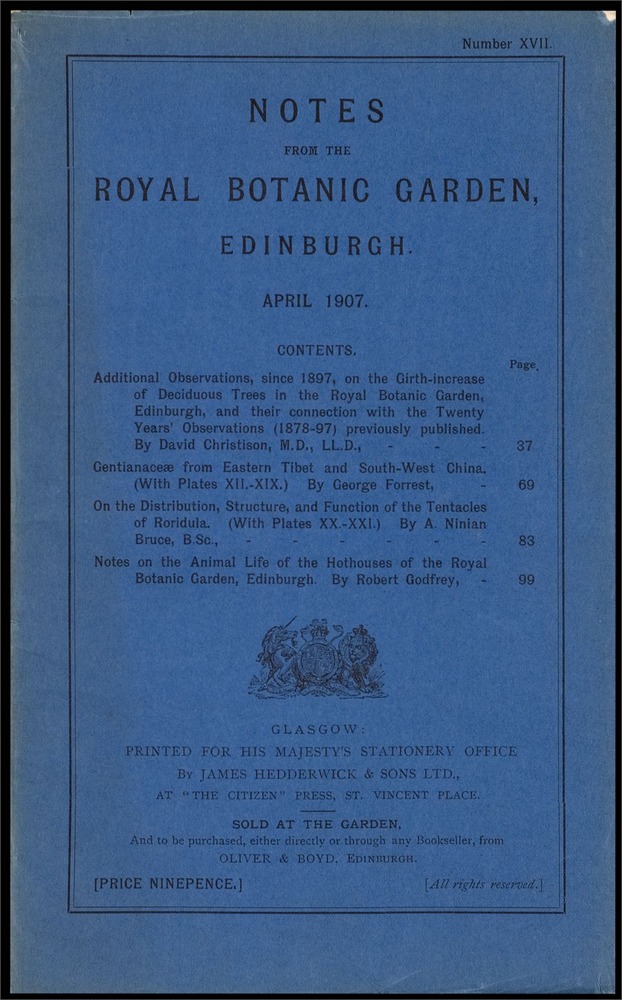 Number XVII.
NOTES
FROM THE
ROYAL BOTANIC GARDEN,
EDINBURGH.
APRIL 1907.
CONTENTS.
Page.
Additional Observations, since 1897, on the Girth-increase
of Deciduous Trees in the Royal Botanic Garden,
Edinburgh, and their connection with the Twenty
Years' Observations (1878-97) previously published.
By David Christison, M.D., LL.D., - - - 37
Gentianaceæ from Eastern Tibet and South-West China.
(With Plates XII.-XIX.) By George Forrest, - 69
On the Distribution, Structure, and Function of the Tentacles
of Roridula. (With Plates XX.-XXI.) By A. Ninian
Bruce, B.Sc., - - - - - - 83
Notes on the Animal Life of the Hothouses of the Royal
Botanic Garden, Edinburgh. By Robert Godfrey, - 99
GLASGOW:
PRINTED FOR HIS MAJESTY'S STATIONERY OFFICE
By JAMES HEDDERWICK & SONS LTD.,
AT "THE CITIZEN" PRESS, ST. VINCENT PLACE.
SOLD AT THE GARDEN,
And to be purchased, either directly or through any Bookseller, from
OLIVER & BOYD, EDINBURGH.
[PRICE NINEPENCE.] [All rights reserved.]